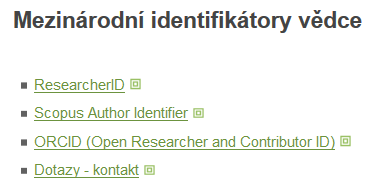 Mezinárodní identifikátory vědce
ResearcherID
Scopus Author Identifier
ORCID (Open Researcher and Contributor ID)
Dotazy - kontakt